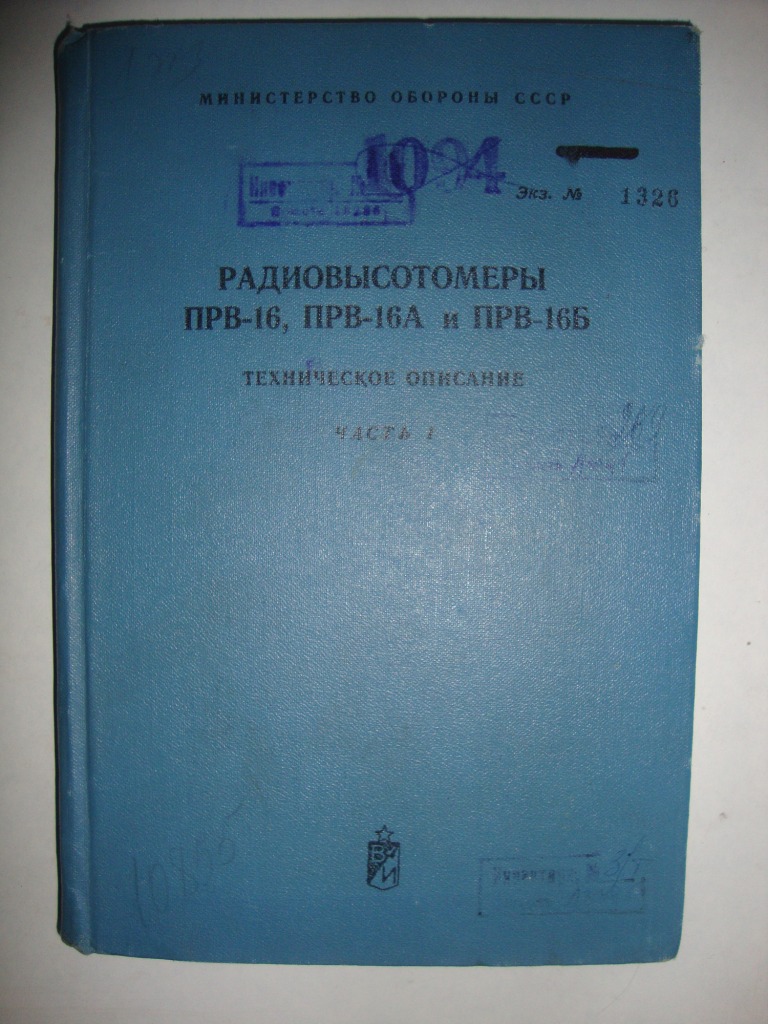 МИНИСТЕРСТВО ОБОРОНЫ СССР
1094
Экз. № 1326
РАДИОВЫСОТОМЕРЫ
ПРВ-16, ПРВ-16А и ПРВ-16Б
ТЕХНИЧЕСКОЕ ОПИСАНИЕ
ЧАСТЬ I
В И